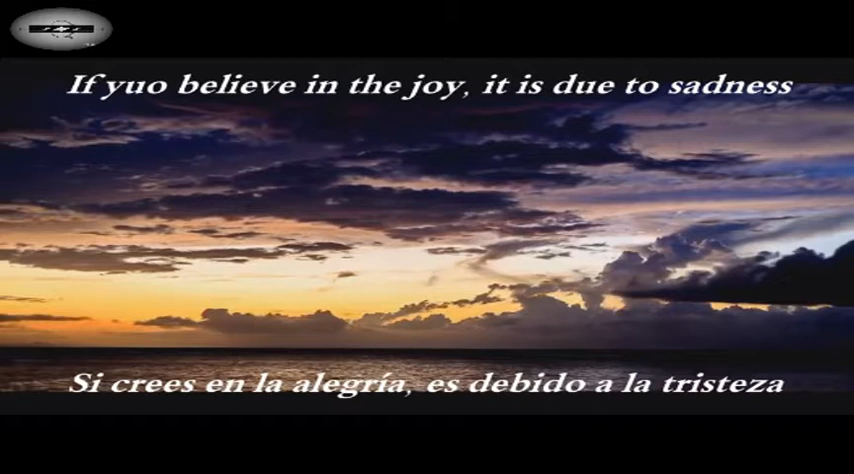 If yuo believe in the joy, it is due to sadness
Si crees en la alegría, es debido a la tristeza